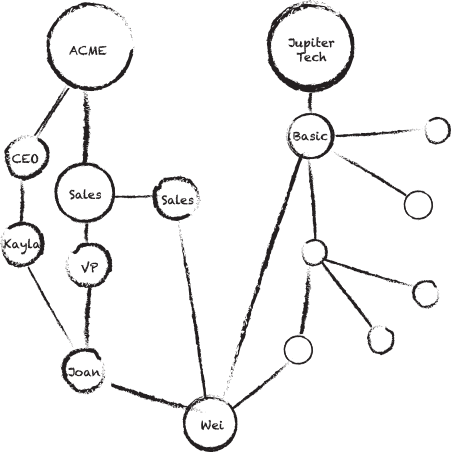 ACME
Jupiter
Tech
Basic
CEO
Sales
Sales
Kayla
VP
Joan
Wei